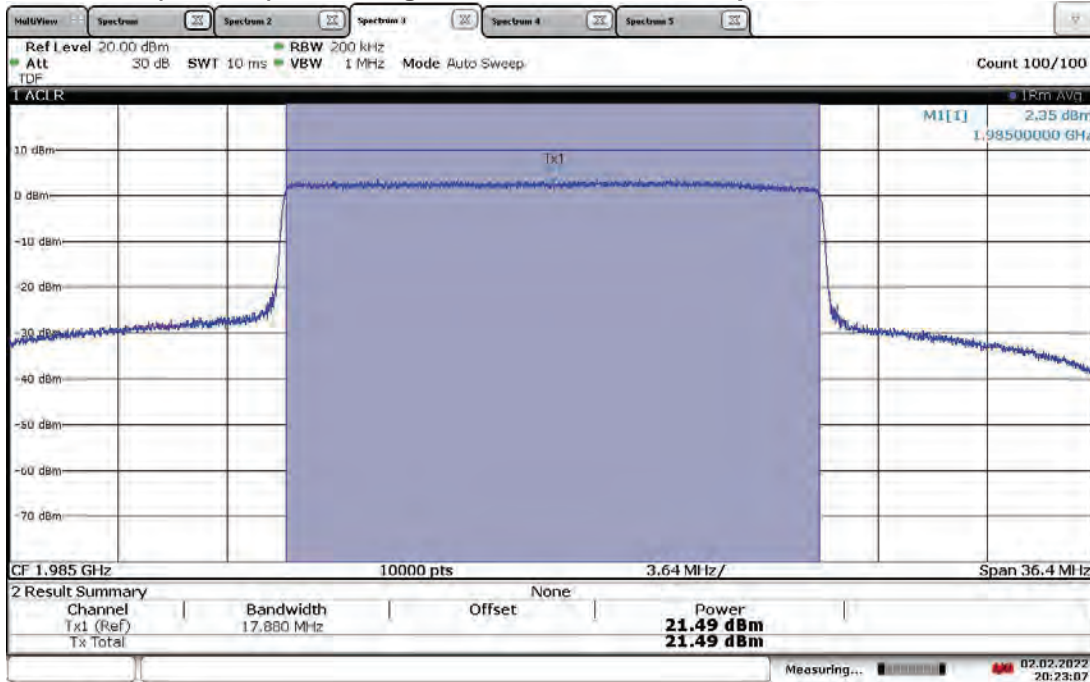 MultiView Spectrum Spectrum 2 Spectrum 3 Spectrum 4 Spectrum 5
Ref Level 20.00 dBm RBW 200 kHz
Att 30 dB SWT 10 ms VBW 1 MHz Mode Auto Sweep Count 100/100
TDF
1 ACLR 1Rm Avg
M1[1] 2.35 dBm
1.98500000 GHz
10 dBm
Tx1
0 dBm
-10 dBm
-20 dBm
-30 dBm
-40 dBm
-50 dBm
-60 dBm
-70 dBm
CF 1.985 GHz 10000 pts 3.64 MHz/ Span 36.4 MHz
2 Result Summary None
Channel Bandwidth Offset Power
Tx1 (Ref) 17.880 MHz 21.49 dBm
Tx Total 21.49 dBm
Measuring... 02.02.2022
20:23:07